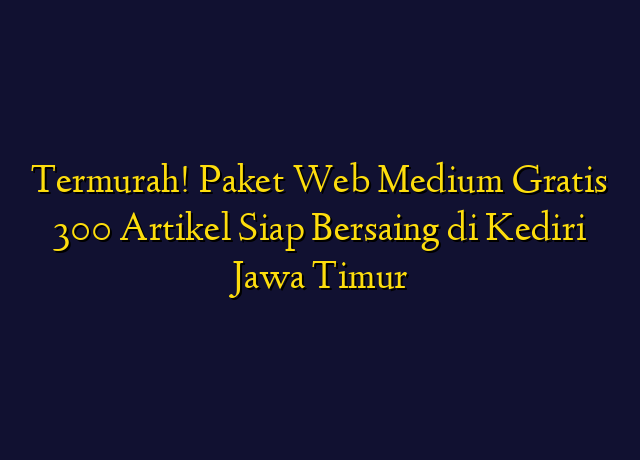 Termurah! Paket Web Medium Gratis
300 Artikel Siap Bersaing di Kediri
Jawa Timur